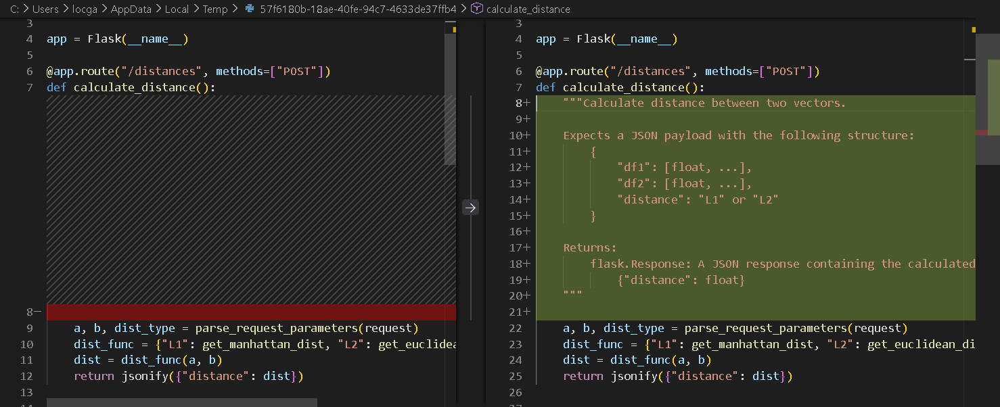 C: > Users > locga > AppData > Local > Temp > 57f6180b-18ae-40fe-94c7-4633de37ffb4 > calculate_distance
3
4 app = Flask(__name__)
5
6 @app.route("/distances", methods=["POST"])
7 def calculate_distance():
8−
9 a, b, dist_type = parse_request_parameters(request)
10 dist_func = {"L1": get_manhattan_dist, "L2": get_euclidea
11 dist = dist_func(a, b)
12 return jsonify({"distance": dist})
13
14
3
4 app = Flask(__name__)
5
6 @app.route("/distances", methods=["POST"])
7 def calculate_distance():
8+ """Calculate distance between two vectors.
9+
10+ Expects a JSON payload with the following structure:
11+ {
12+ "df1": [float, ...],
13+ "df2": [float, ...],
14+ "distance": "L1" or "L2"
15+ }
16+
17+ Returns:
18+ flask.Response: A JSON response containing the calculated
19+ {"distance": float}
20+ """
21+
22 a, b, dist_type = parse_request_parameters(request)
23 dist_func = {"L1": get_manhattan_dist, "L2": get_euclidean_di
24 dist = dist_func(a, b)
25 return jsonify({"distance": dist})
26
27